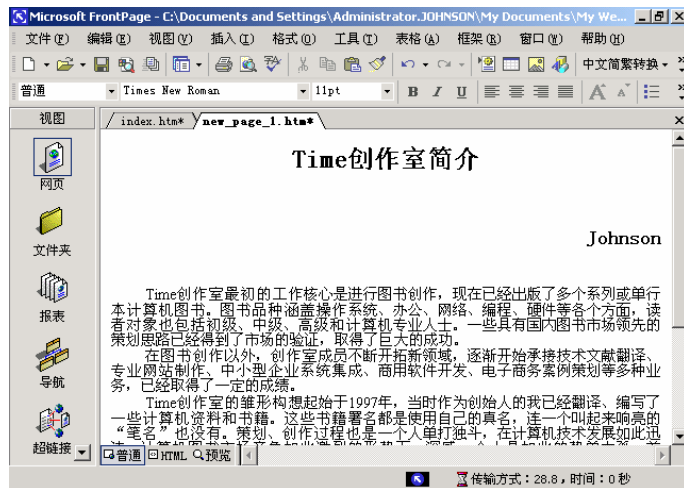 Microsoft FrontPage - C:\Documents and Settings\Administrator.JOHNSON\My Documents\My We...
文件(F) 编辑(E) 视图(V) 插入(I) 格式(O) 工具(T) 表格(A) 框架(R) 窗口(W) 帮助(H)
中文简繁转换
普通 Times New Roman 11pt B I U A A
视图 index.htm* new_page_1.htm*
网页
文件夹
报表
导航
超链接
Time创作室简介
Johnson
Time创作室最初的工作核心是进行图书创作，现在已经出版了多个系列或单行
本计算机图书。图书品种涵盖操作系统、办公、网络、编程、硬件等各个方面，读
者对象也包括初级、中级、高级和计算机专业人士。一些具有国内图书市场领先的
策划思路已经得到了市场的验证，取得了巨大的成功。
在图书创作以外，创作室成员不断开拓新领域，逐渐开始承接技术文献翻译、
专业网站制作、中小型企业系统集成、商用软件开发、电子商务案例策划等多种业
务，已经取得了一定的成绩。
Time创作室的雏形构想起始于1997年，当时作为创始人的我已经翻译、编写了
一些计算机资料和书籍。这些书籍署名都是使用自己的真名，连一个叫起来响亮的
“笔名”也没有。策划、创作过程也是一个人单打独斗，在计算机技术发展如此迅
普通 HTML 预览
传输方式：28.8，时间：0秒